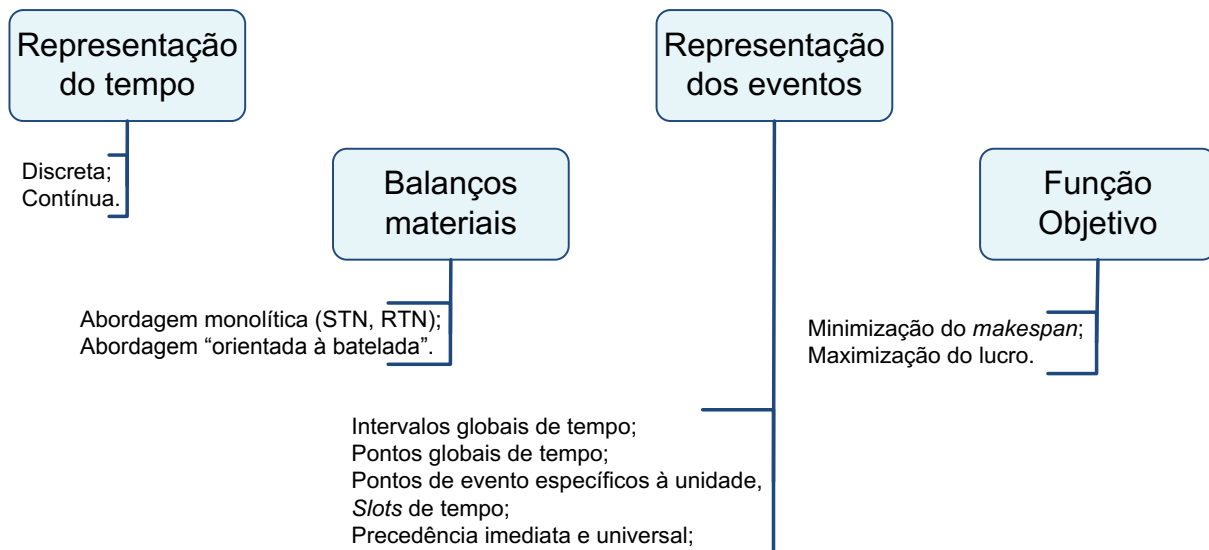 Representação
do tempo
Discreta;
Contínua.
Balanços
materiais
Abordagem monolítica (STN, RTN);
Abordagem “orientada à batelada”.
Representação
dos eventos
Intervalos globais de tempo;
Pontos globais de tempo;
Pontos de evento específicos à unidade,
Slots de tempo;
Precedência imediata e universal;
Função
Objetivo
Minimização do makespan;
Maximização do lucro.